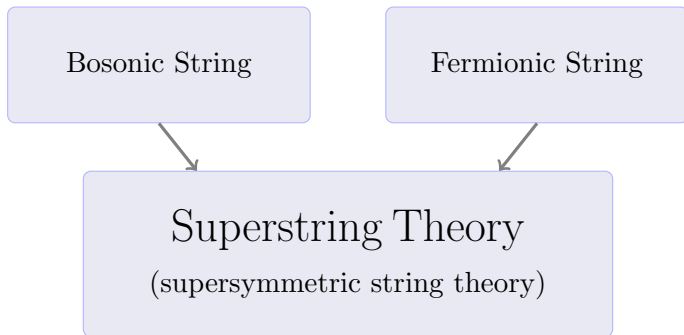 Bosonic String
Fermionic String
Superstring Theory
(supersymmetric string theory)